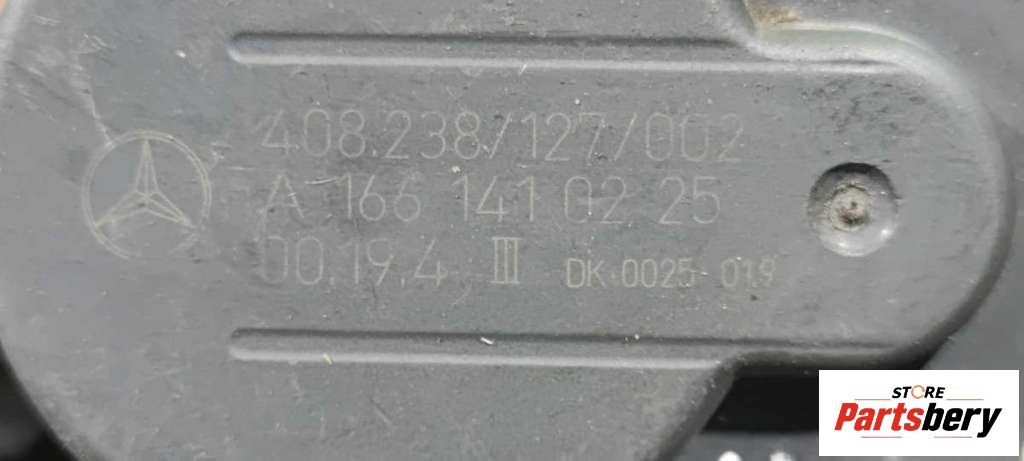 408.238/127/002
A 166 141 02 25
00.19.4 III DK.0025 019
STORE
Partsbery